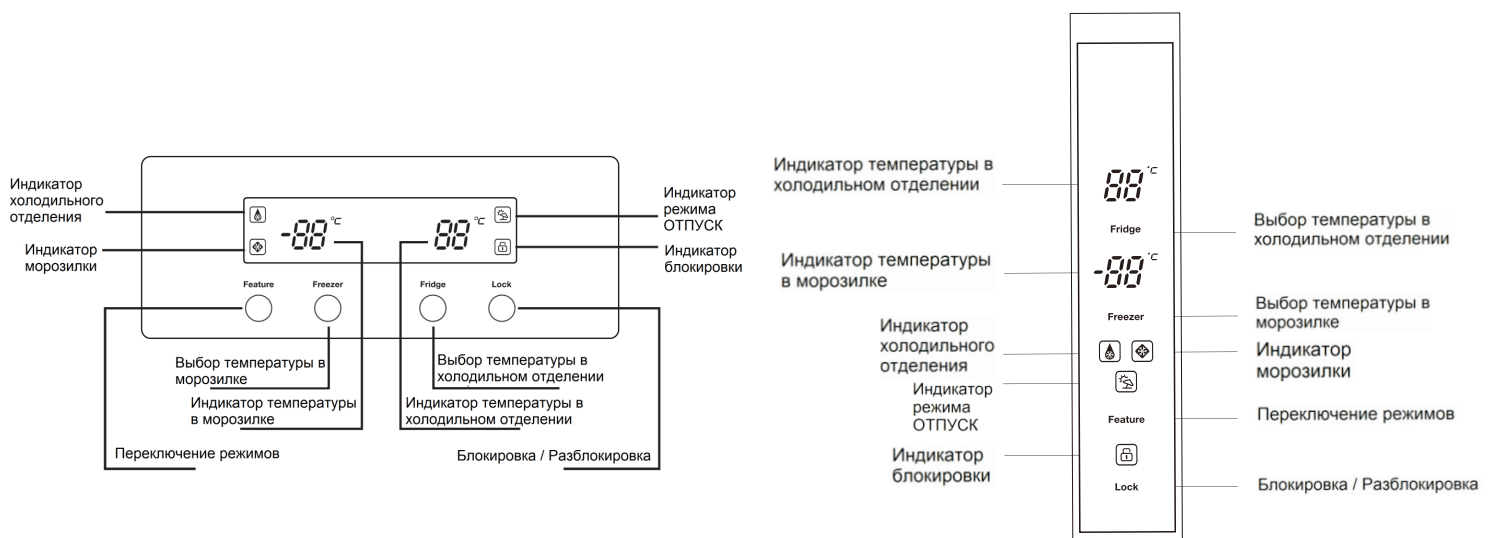 Индикатор
холодильного
отделения
Индикатор
морозилки
-88 °C
88 °C
Индикатор
режима
ОТПУСК
Индикатор
блокировки
Feature
Freezer
Fridge
Lock
Выбор температуры в
морозилке
Выбор температуры в
холодильном отделении
Индикатор температуры
в морозилке
Индикатор температуры в
холодильном отделении
Переключение режимов
Блокировка / Разблокировка
Индикатор температуры в
холодильном отделении
88 °C
Fridge
Выбор температуры в
холодильном отделении
Индикатор температуры
в морозилке
-88 °C
Freezer
Выбор температуры в
морозилке
Индикатор
холодильного
отделения
Индикатор
морозилки
Индикатор
режима
ОТПУСК
Feature
Переключение режимов
Индикатор
блокировки
Lock
Блокировка / Разблокировка